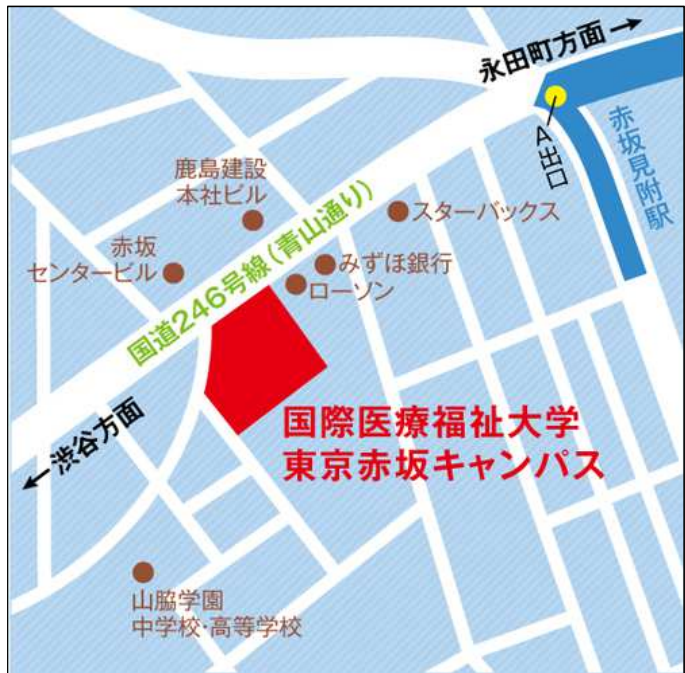 永田町方面→
A出口
赤坂見附駅
鹿島建設
本社ビル
スターバックス
国道246号線(青山通り)
赤坂
センタービル
みずほ銀行
ローソン
←渋谷方面
国際医療福祉大学
東京赤坂キャンパス
山脇学園
中学校・高等学校